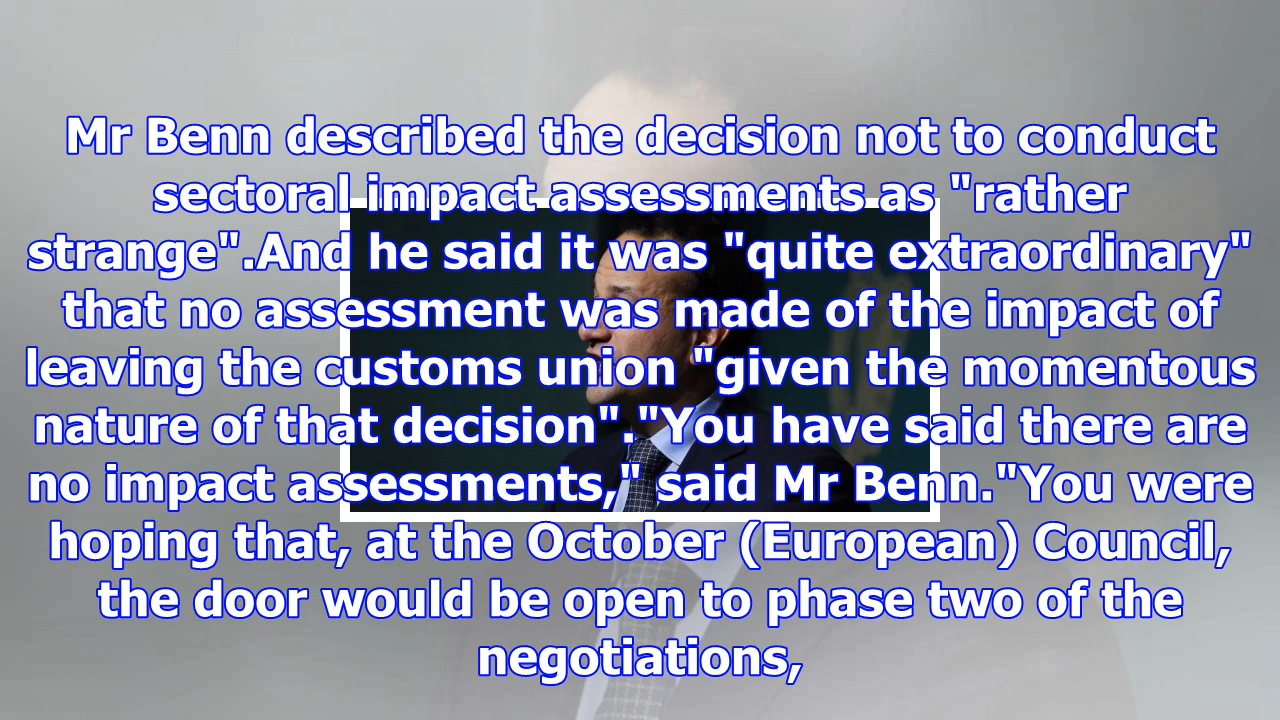 Mr Benn described the decision not to conduct
sectoral impact assessments as "rather
strange".And he said it was "quite extraordinary"
that no assessment was made of the impact of
leaving the customs union "given the momentous
nature of that decision"."You have said there are
no impact assessments," said Mr Benn."You were
hoping that, at the October (European) Council,
the door would be open to phase two of the
negotiations,